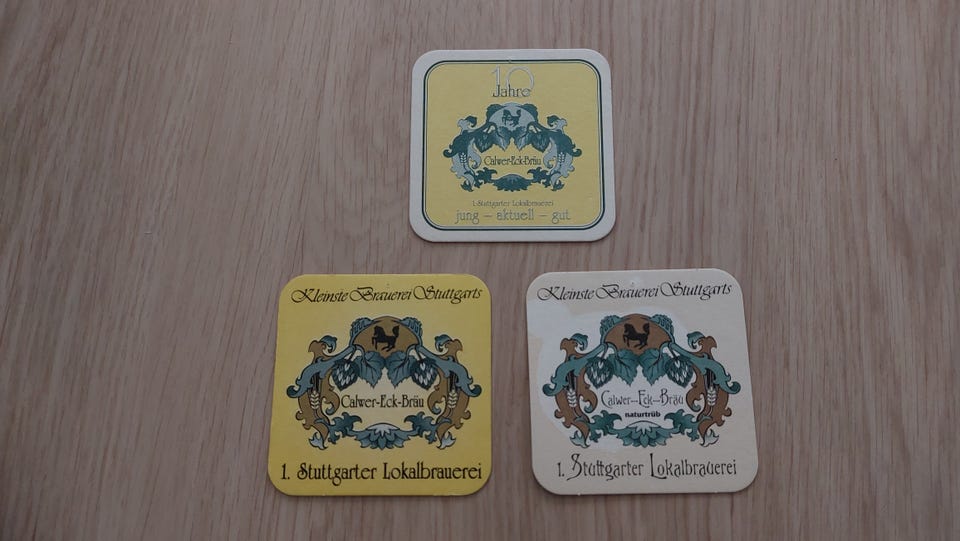 10
Jahre
Calwer-Eck-Bräu
1. Stuttgarter Lokalbrauerei
jung – aktuell – gut
Kleinste Brauerei Stuttgarts
Calwer-Eck-Bräu
1. Stuttgarter Lokalbrauerei
Kleinste Brauerei Stuttgarts
Calwer–Eck–Bräu
naturtrüb
1. Stuttgarter Lokalbrauerei